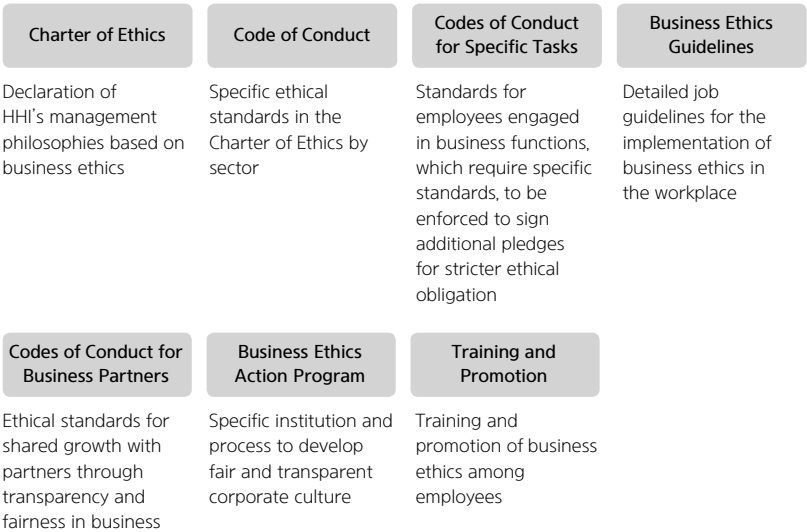 Charter of Ethics
Declaration of
HHI's management
philosophies based on
business ethics
Code of Conduct
Specific ethical
standards in the
Charter of Ethics by
sector
Codes of Conduct
for Specific Tasks
Standards for
employees engaged
in business functions,
which require specific
standards, to be
enforced to sign
additional pledges
for stricter ethical
obligation
Business Ethics
Guidelines
Detailed job
guidelines for the
implementation of
business ethics in
the workplace
Codes of Conduct for
Business Partners
Ethical standards for
shared growth with
partners through
transparency and
fairness in business
Business Ethics
Action Program
Specific institution and
process to develop
fair and transparent
corporate culture
Training and
Promotion
Training and
promotion of business
ethics among
employees